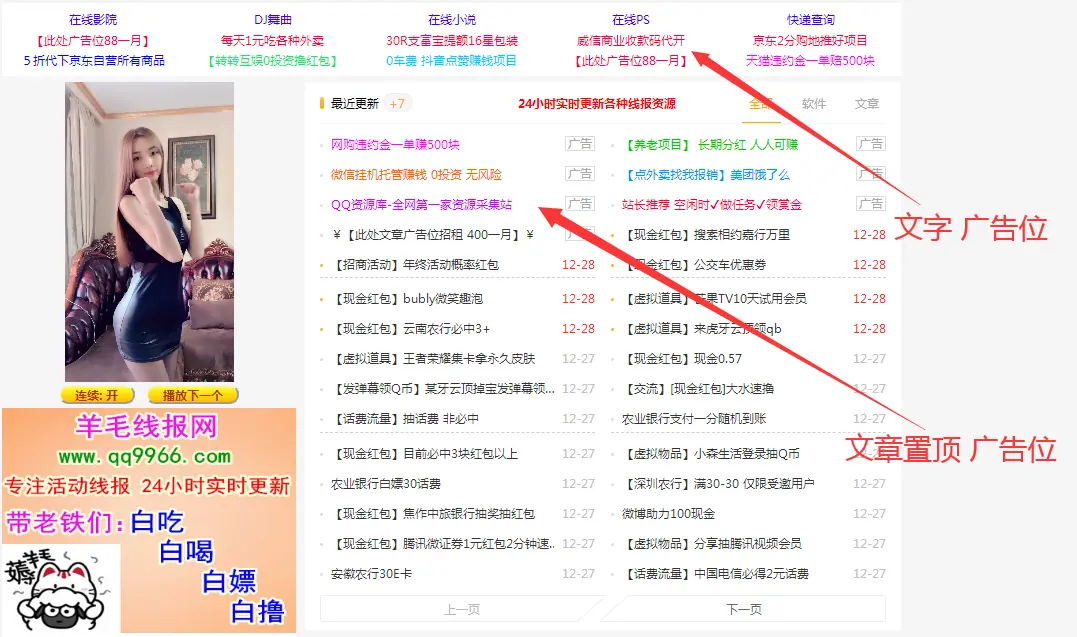 在线影院 DJ舞曲 在线小说 在线PS 快递查询
【此处广告位88一月】 每天1元吃各种外卖 30R支富宝提额16星包装 威信商业收款码代开 京东2分购地推好项目
5折代下京东自营所有商品 【转转互娱0投资撸红包】 0车费 抖音点赞赚钱项目 【此处广告位88一月】 天猫违约金一单赔500块
最近更新 +7 24小时实时更新各种线报资源 全部 软件 文章
网购违约金一单赚500块 广告 【养老项目】 长期分红 人人可赚 广告
微信挂机托管赚钱 0投资 无风险 广告 【点外卖找我报销】美团饿了么 广告
QQ资源库-全网第一家资源采集站 广告 站长推荐 空闲时✓做任务✓领赏金 广告
文字 广告位
￥【此处文章广告位招租 400一月】￥ 广告 【现金红包】搜索相约嘉行万里 12-28
【招商活动】年终活动概率红包 12-28 【现金红包】公交车优惠券 12-28
【现金红包】bubly微笑趣泡 12-28 【虚拟道具】芒果TV10天试用会员 12-28
【现金红包】云南农行必中3+ 12-28 【虚拟道具】来虎牙云顶领qb 12-28
【虚拟道具】王者荣耀集卡拿永久皮肤 12-27 【现金红包】现金0.57 12-27
【发弹幕领Q币】某牙云顶掉宝发弹幕领... 12-27 【交流】[现金红包]大水速撸 12-27
【话费流量】抽话费 非必中 12-27 农业银行支付一分随机到账 12-27
文章置顶 广告位
【现金红包】目前必中3块红包以上 12-27 【虚拟物品】小森生活登录抽Q币 12-27
农业银行白嫖30话费 12-27 【深圳农行】满30-30 仅限受邀用户 12-27
【现金红包】焦作中旅银行抽奖抽红包 12-27 微博助力100现金 12-27
【现金红包】腾讯微证券1元红包2分钟速.. 12-27 【虚拟物品】分享抽腾讯视频会员 12-27
安徽农行30E卡 12-27 【话费流量】中国电信必得2元话费 12-27
上一页 下一页
连续: 开 播放下一个
羊毛线报网
www.qq9966.com
专注活动线报 24小时实时更新
带老铁们：白吃
白喝
白嫖
白撸
薅羊毛